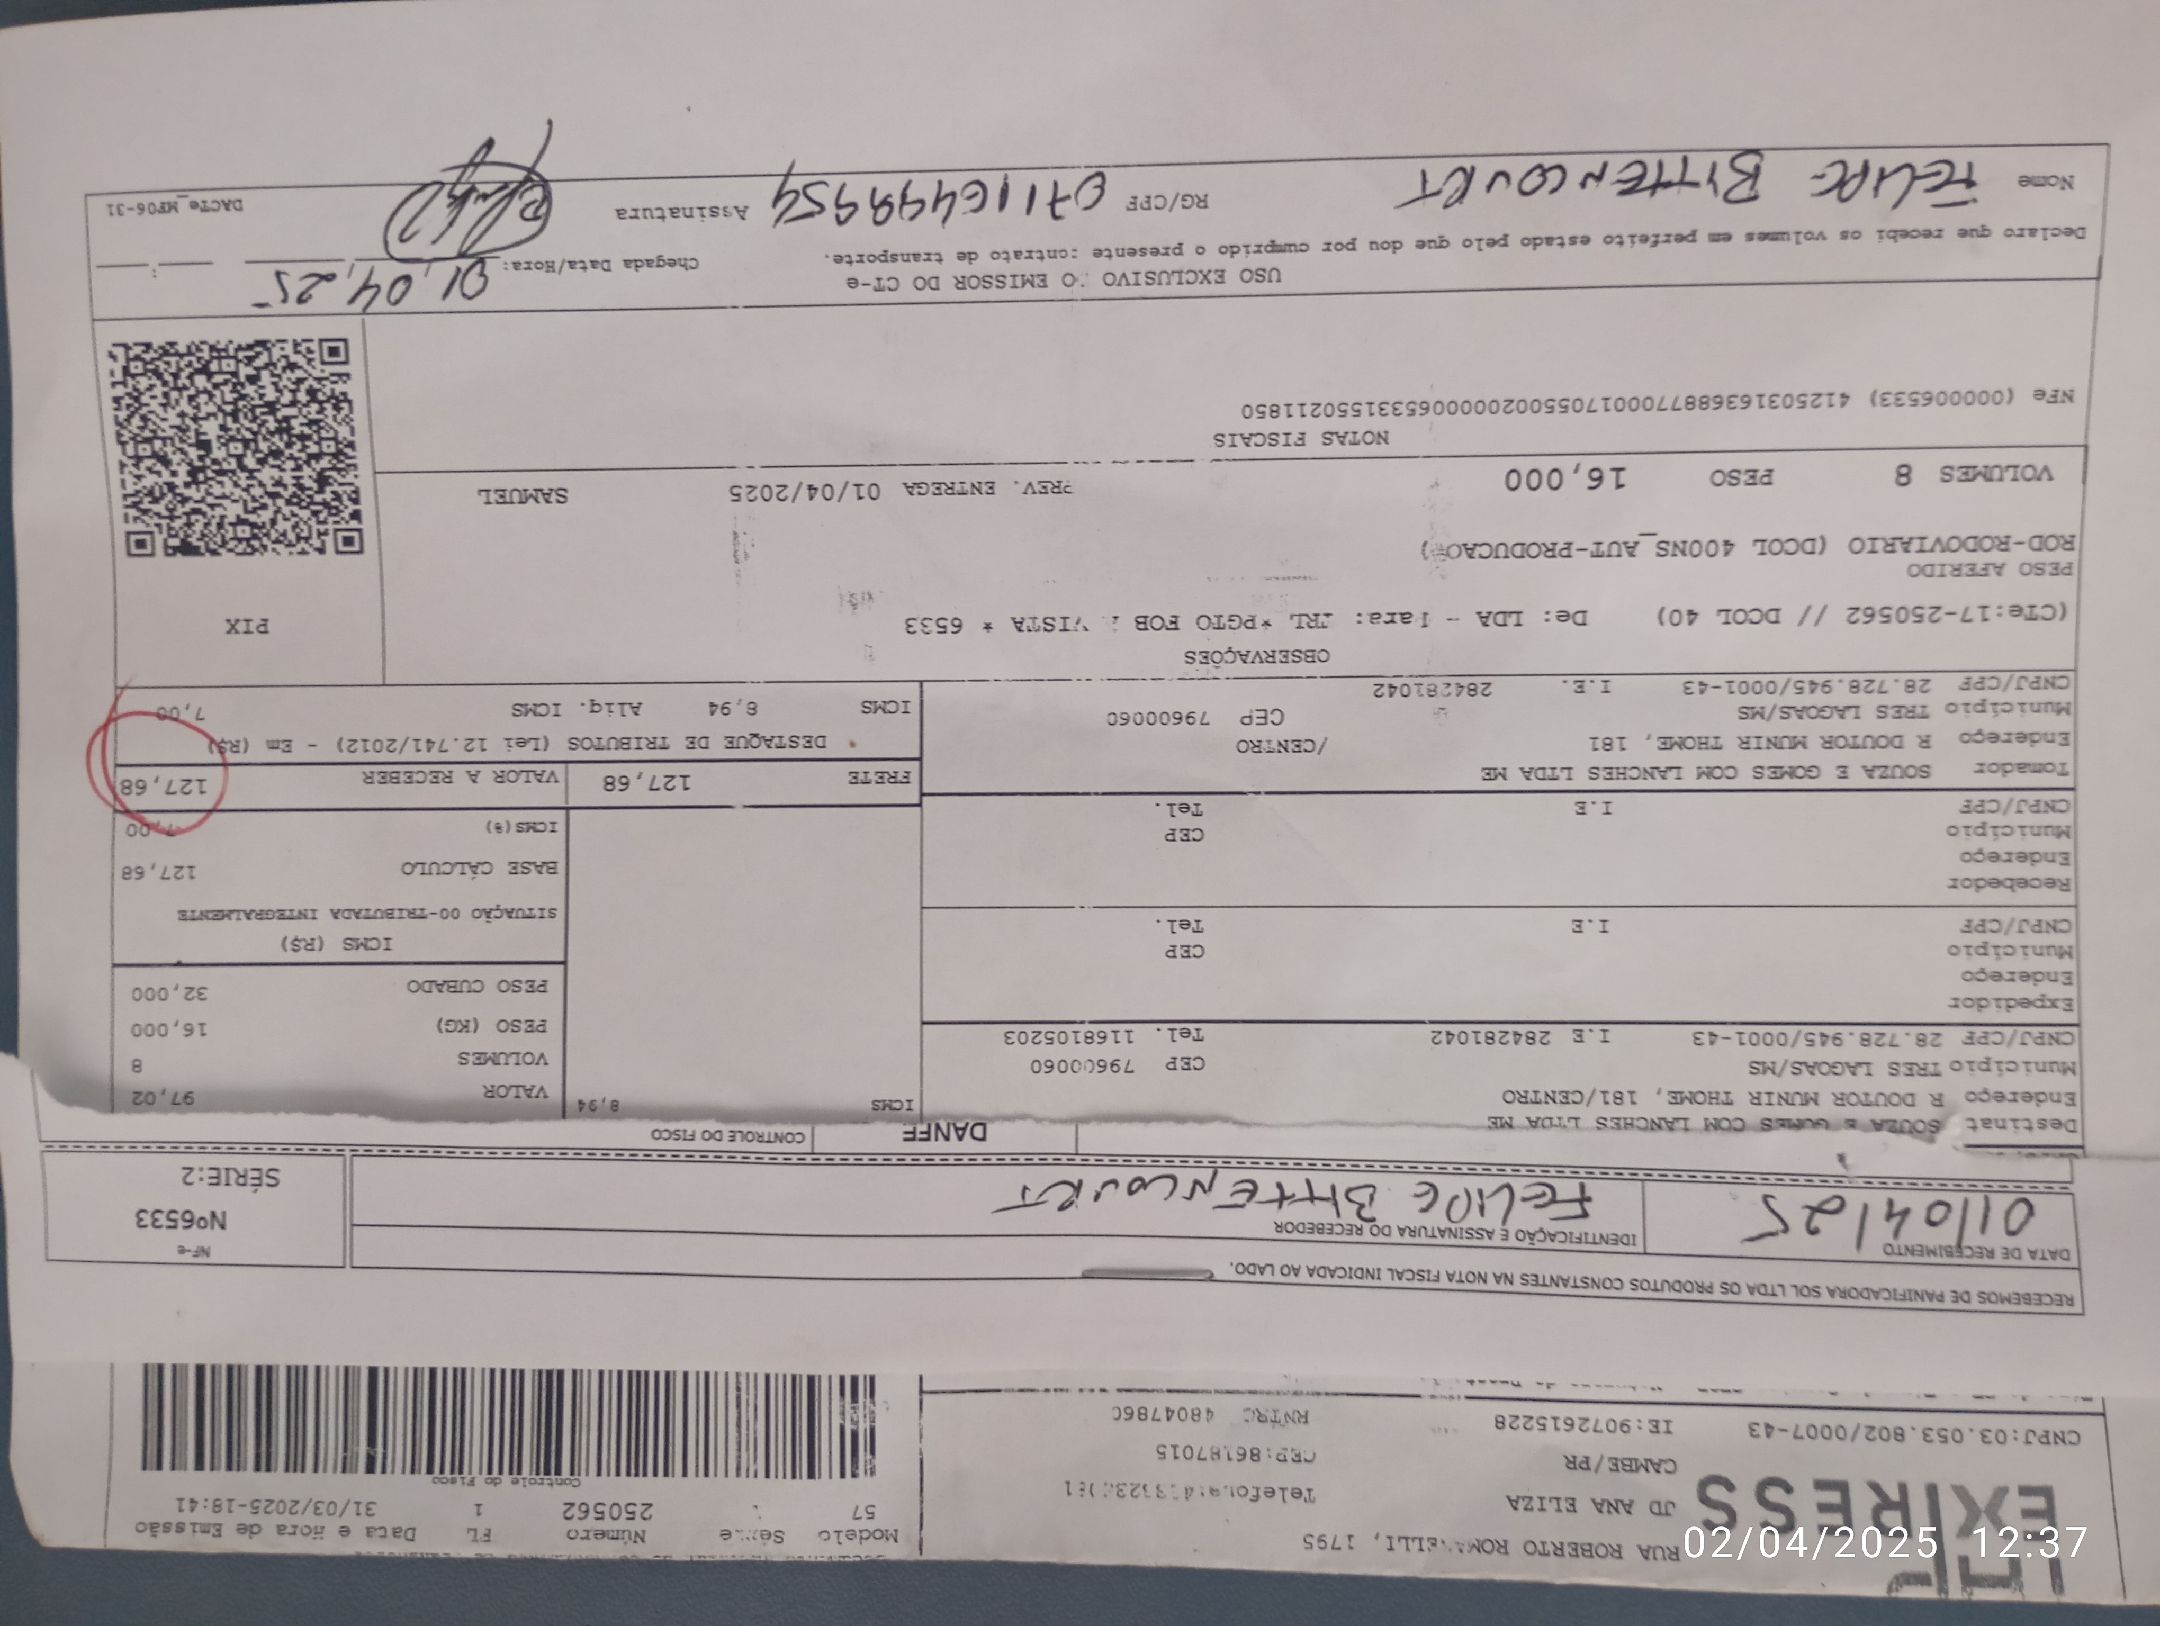 EXPRESS
RUA ROBERTO ROMANELLI, 1795
JD ANA ELIZA
CAMBE/PR CEP:86187015
CNPJ:03.053.802/0007-43 IE:9072615228 RNTRC 4804786
Modelo Série Número FL Data e Hora de Emissão
57 250562 1 31/03/2025-18:41
Controle do Fisco
RECEBEMOS DE PANIFICADORA SOL LTDA OS PRODUTOS CONSTANTES NA NOTA FISCAL INDICADA AO LADO.
DATA DE RECEBIMENTO
01/04/25
IDENTIFICAÇÃO E ASSINATURA DO RECEBEDOR
FELIPE BITTENCOURT
NF-e
Nº6533
SÉRIE:2
DANFE
CONTROLE DO FISCO
Destinat SOUZA E GOMES COM LANCHES LTDA ME
Endereço R DOUTOR MUNIR THOME, 181/CENTRO
Município TRES LAGOAS/MS CEP 79600060
CNPJ/CPF 28.728.945/0001-43 I.E 284281042 Tel. 1168105203
Expedidor
Endereço
Município CEP
CNPJ/CPF I.E Tel.
Recebedor
Endereço
Município CEP
CNPJ/CPF I.E Tel.
Tomador SOUZA E GOMES COM LANCHES LTDA ME
Endereço R DOUTOR MUNIR THOME, 181 /CENTRO
Município TRES LAGOAS/MS CEP 79600060
CNPJ/CPF 28.728.945/0001-43 I.E. 284281042
ICMS 8,94
VALOR 97,02
VOLUMES 8
PESO (KG) 16,000
PESO CUBADO 32,000
ICMS (R$)
SITUAÇÃO 00-TRIBUTADA INTEGRALMENTE
BASE CÁLCULO 127,68
ICMS(%) 7,00
FRETE 127,68 VALOR A RECEBER 127,68
DESTAQUE DE TRIBUTOS (Lei 12.741/2012) - Em (R$)
ICMS 8,94 Aliq. ICMS 7,00
OBSERVAÇÕES
(CTe:17-250562 // DCOL 40) De: LDA - Para: TRL *PGTO FOB A VISTA * 6533
PESO AFERIDO
ROD-RODOVIARIO (DCOL 400NS_AUT-PRODUCAO)
VOLUMES 8 PESO 16,000 PREV. ENTREGA 01/04/2025 SAMUEL
PIX
NOTAS FISCAIS
NFe (000006533) 41250316368877000170550020000065331550211850
USO EXCLUSIVO DO EMISSOR DO CT-e
Declaro que recebi os volumes em perfeito estado pelo que dou por cumprido o presente contrato de transporte.
Chegada Data/Hora: 01,04,25
Nome FELIPE BITTENCOURT RG/CPF 07116499954 Assinatura
DACTe_MF06-31
02/04/2025 12:37